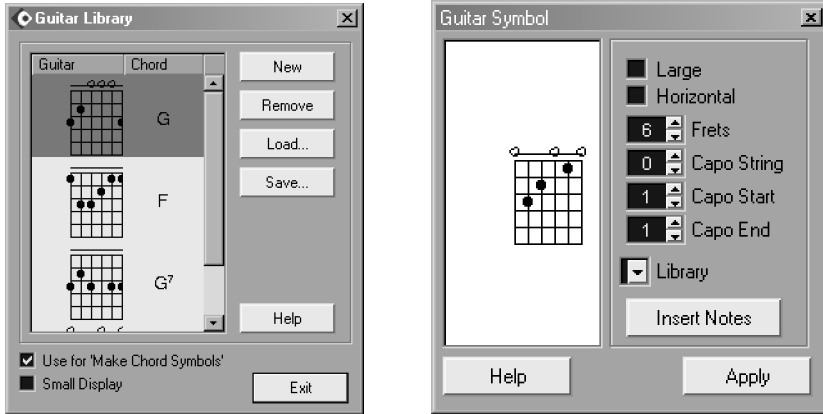 Guitar Library
Guitar Chord
G
F
G7
New
Remove
Load...
Save...
Help
Use for 'Make Chord Symbols'
Small Display
Exit
Guitar Symbol
Large
Horizontal
6 Frets
0 Capo String
1 Capo Start
1 Capo End
Library
Insert Notes
Help
Apply